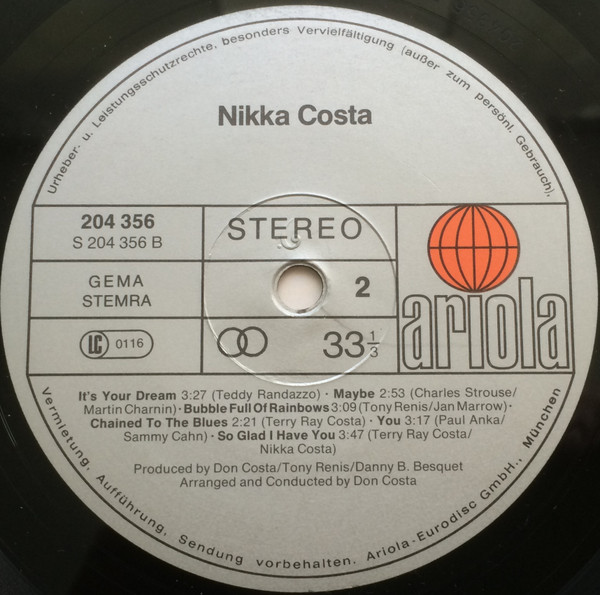 Urheber- u. Leistungsschutzrechte, besonders Vervielfältigung (außer zum persönl. Gebrauch),
Nikka Costa
204 356
S 204 356 B
STEREO
GEMA
STEMRA
2
LC 0116
33 1/3
ariola
It's Your Dream 3:27 (Teddy Randazzo) · Maybe 2:53 (Charles Strouse/
Martin Charnin) · Bubble Full Of Rainbows 3:09 (Tony Renis/Jan Marrow) ·
Chained To The Blues 2:21 (Terry Ray Costa) · You 3:17 (Paul Anka/
Sammy Cahn) · So Glad I Have You 3:47 (Terry Ray Costa/
Nikka Costa)
Produced by Don Costa/Tony Renis/Danny B. Besquet
Arranged and Conducted by Don Costa
Vermietung, Aufführung, Sendung vorbehalten, Ariola-Eurodisc GmbH., München